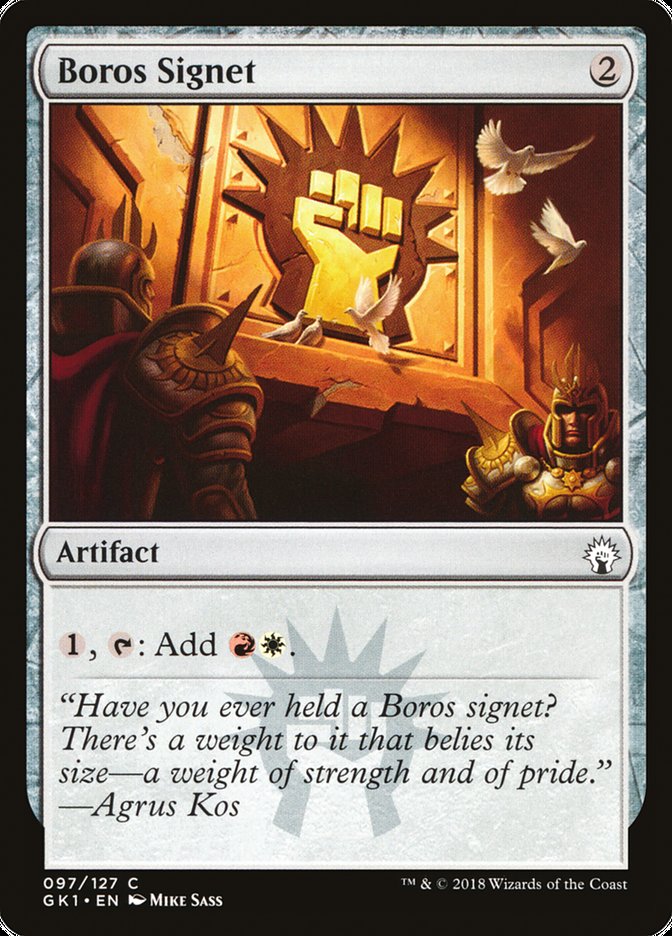 Boros Signet 2
Artifact
1, : Add .
“Have you ever held a Boros signet?
There’s a weight to it that belies its
size—a weight of strength and of pride.”
—Agrus Kos
097/127 C
GK1 • EN Mike Sass
™ & © 2018 Wizards of the Coast